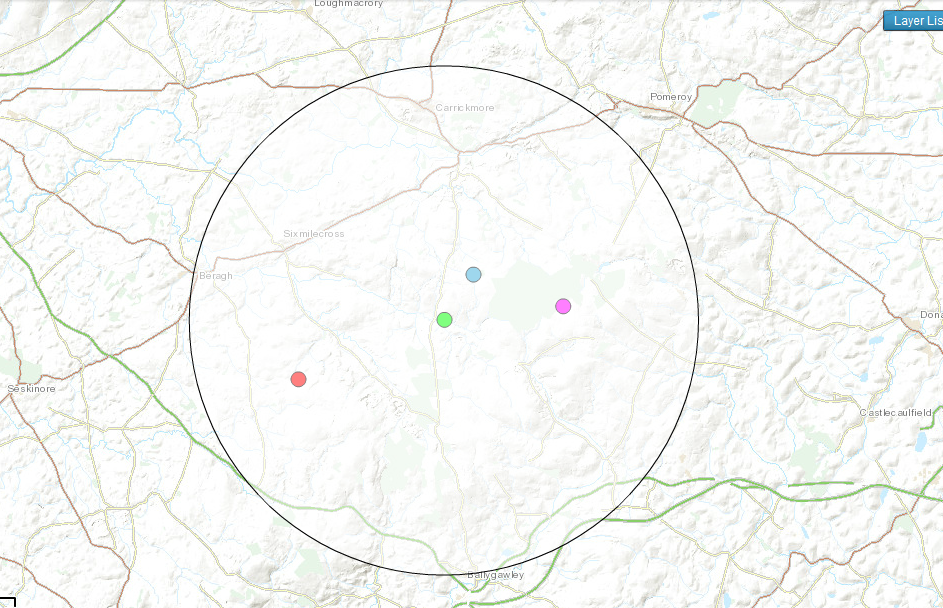 Loughmacrory
Layer Lis
Pomeroy
Carrickmore
Sixmilecross
Beragh
Dona
Seskinore
Castlecaulfield
Ballygawley